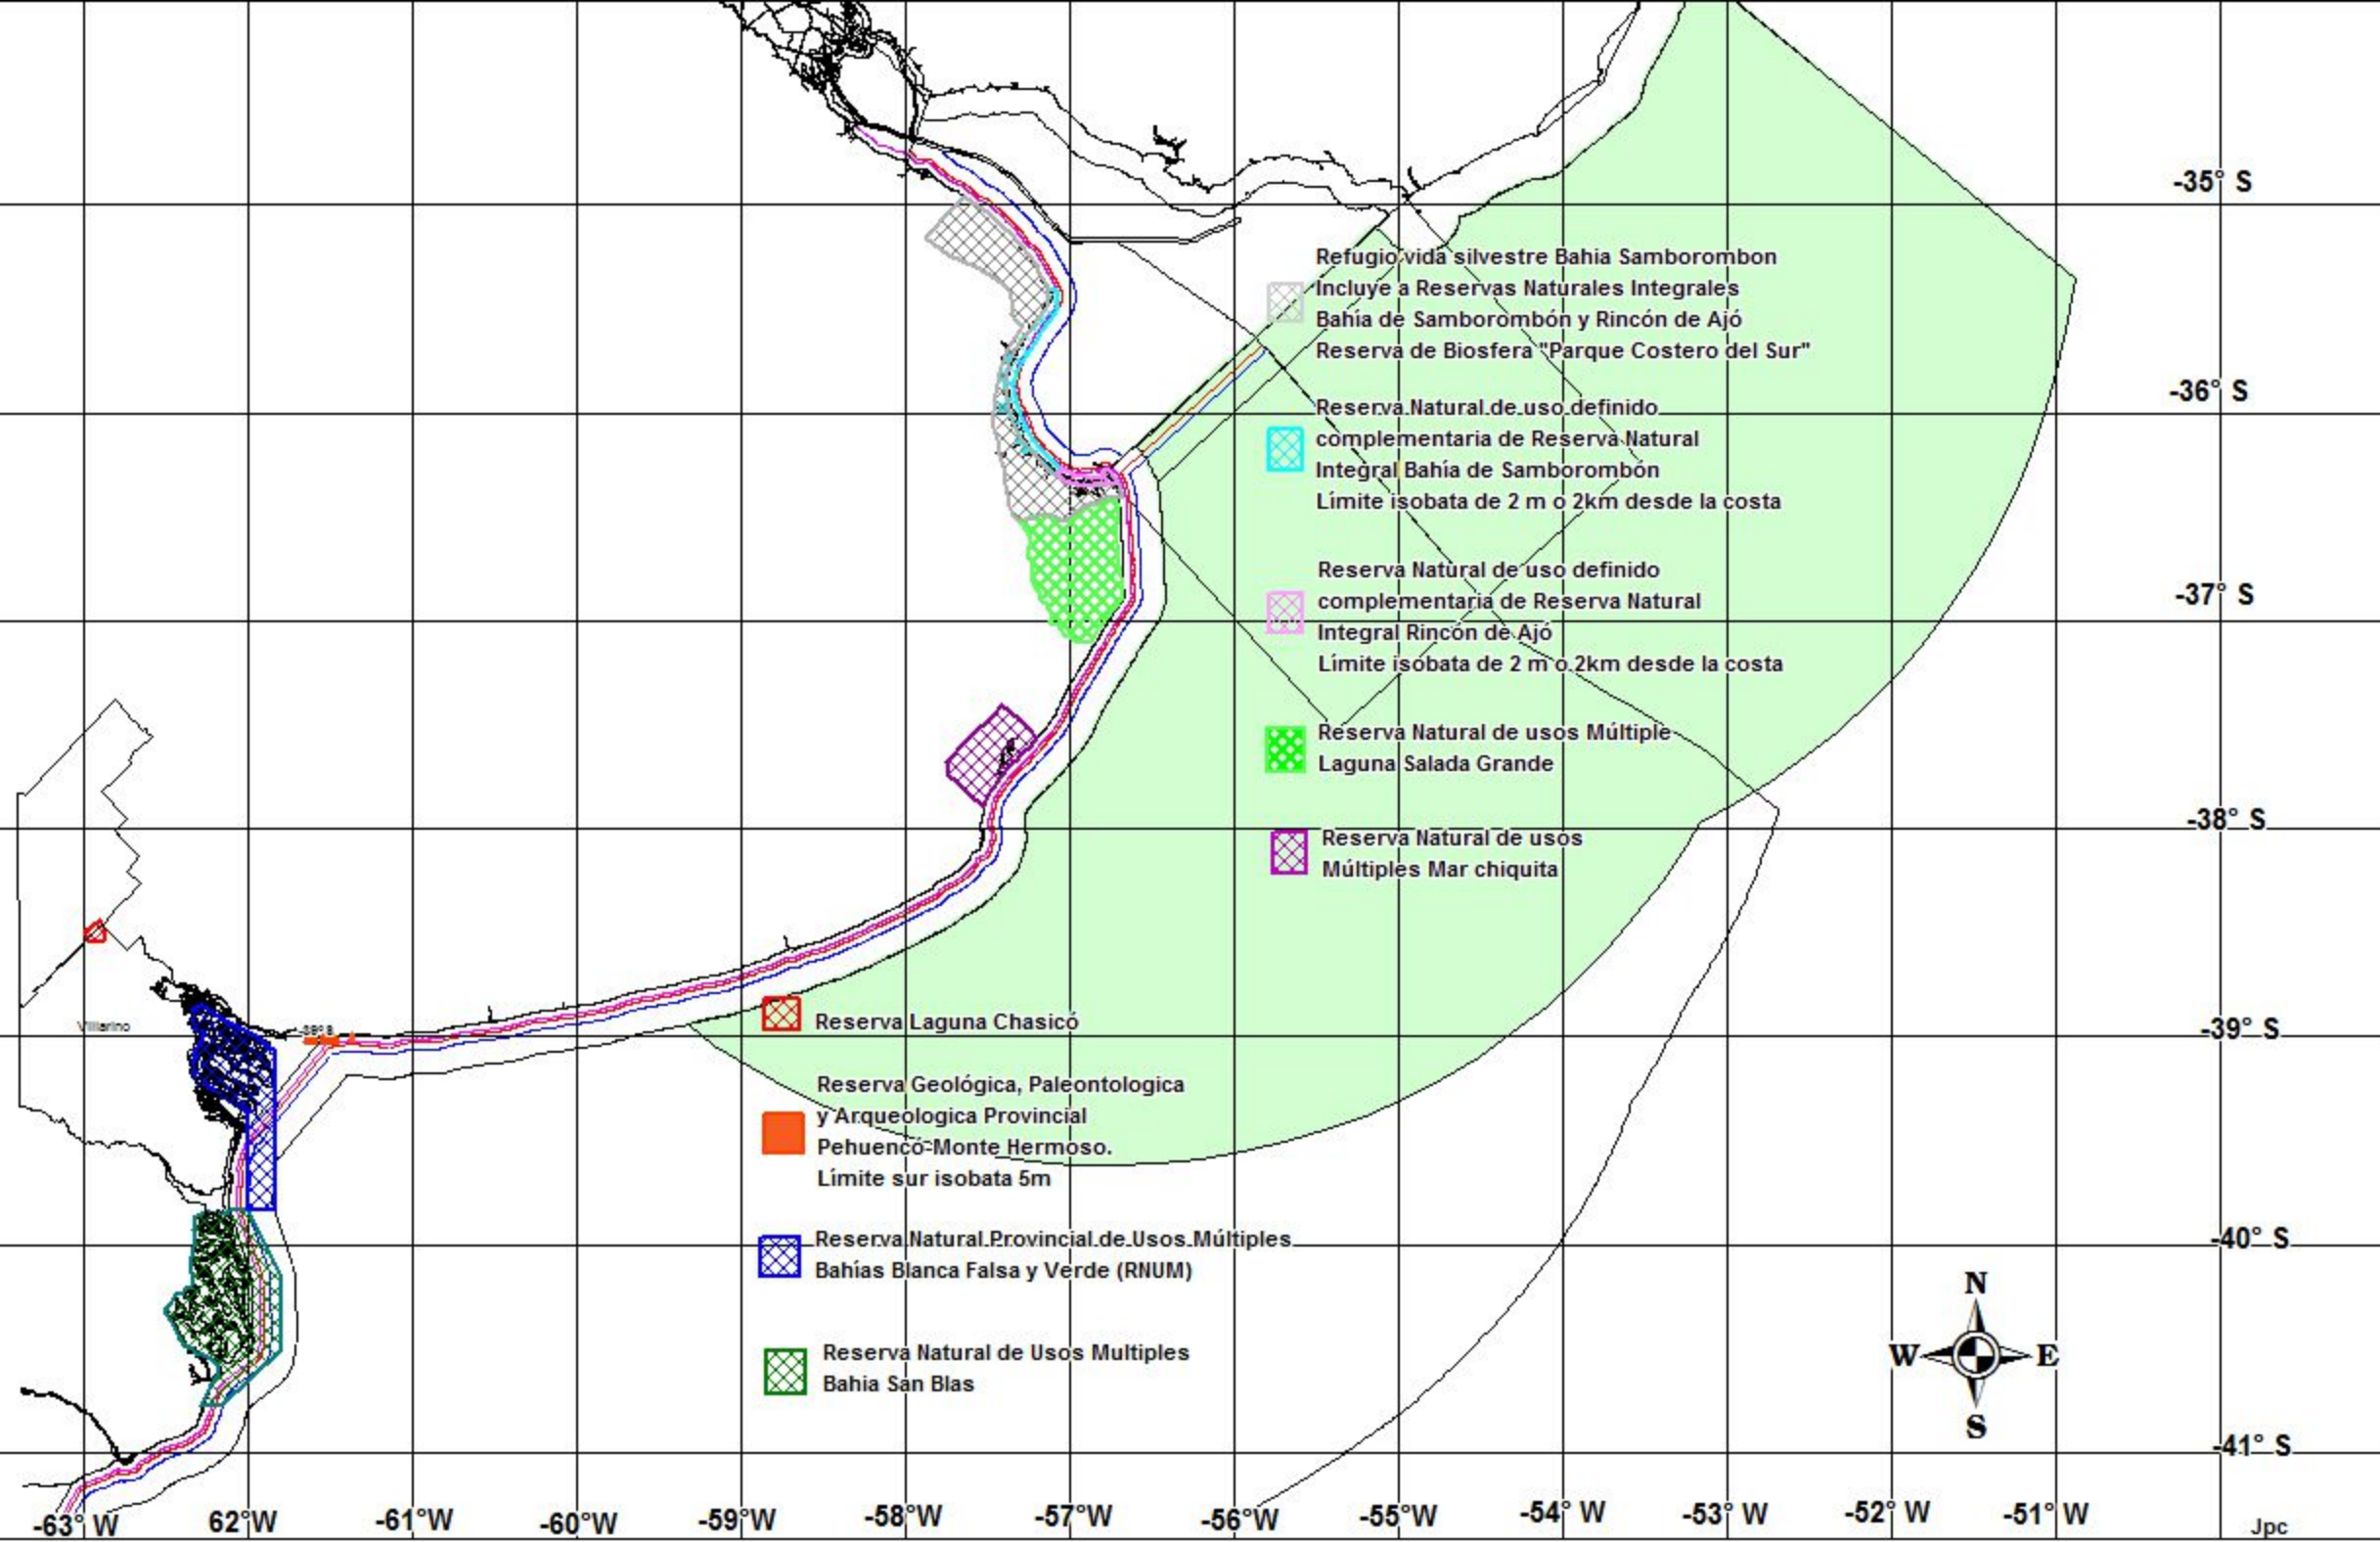 -35° S
Refugio vida silvestre Bahia Samborombon
Incluye a Reservas Naturales Integrales
Bahía de Samborombón y Rincón de Ajó
Reserva de Biosfera "Parque Costero del Sur"
-36° S
Reserva Natural de uso definido
complementaria de Reserva Natural
Integral Bahía de Samborombón
Límite isobata de 2 m o 2km desde la costa
-37° S
Reserva Natural de uso definido
complementaria de Reserva Natural
Integral Rincón de Ajó
Límite isobata de 2 m o 2km desde la costa
Reserva Natural de usos Múltiple
Laguna Salada Grande
-38° S
Reserva Natural de usos
Múltiples Mar chiquita
Reserva Laguna Chasicó
Villarino
-39° S
-39° S
Reserva Geológica, Paleontologica
y Arqueologica Provincial
Pehuencó-Monte Hermoso.
Límite sur isobata 5m
Reserva Natural Provincial de Usos Múltiples
Bahías Blanca Falsa y Verde (RNUM)
-40° S
Reserva Natural de Usos Multiples
Bahia San Blas
N
W E
S
-41° S
-63° W 62°W -61°W -60°W -59°W -58°W -57°W -56°W -55°W -54° W -53° W -52° W -51° W
Jpc